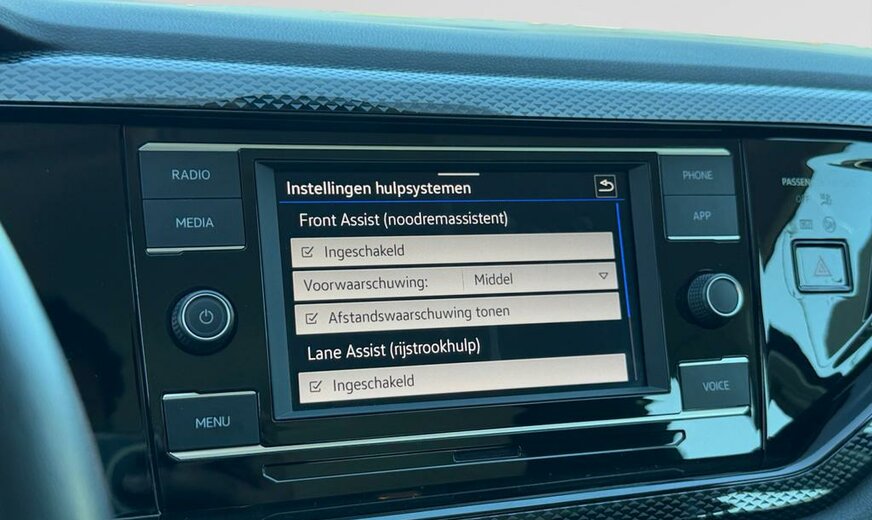 RADIO
MEDIA
MENU
Instellingen hulpsystemen
Front Assist (noodremassistent)
Ingeschakeld
Voorwaarschuwing: Middel
Afstandswaarschuwing tonen
Lane Assist (rijstrookhulp)
Ingeschakeld
PHONE
APP
VOICE